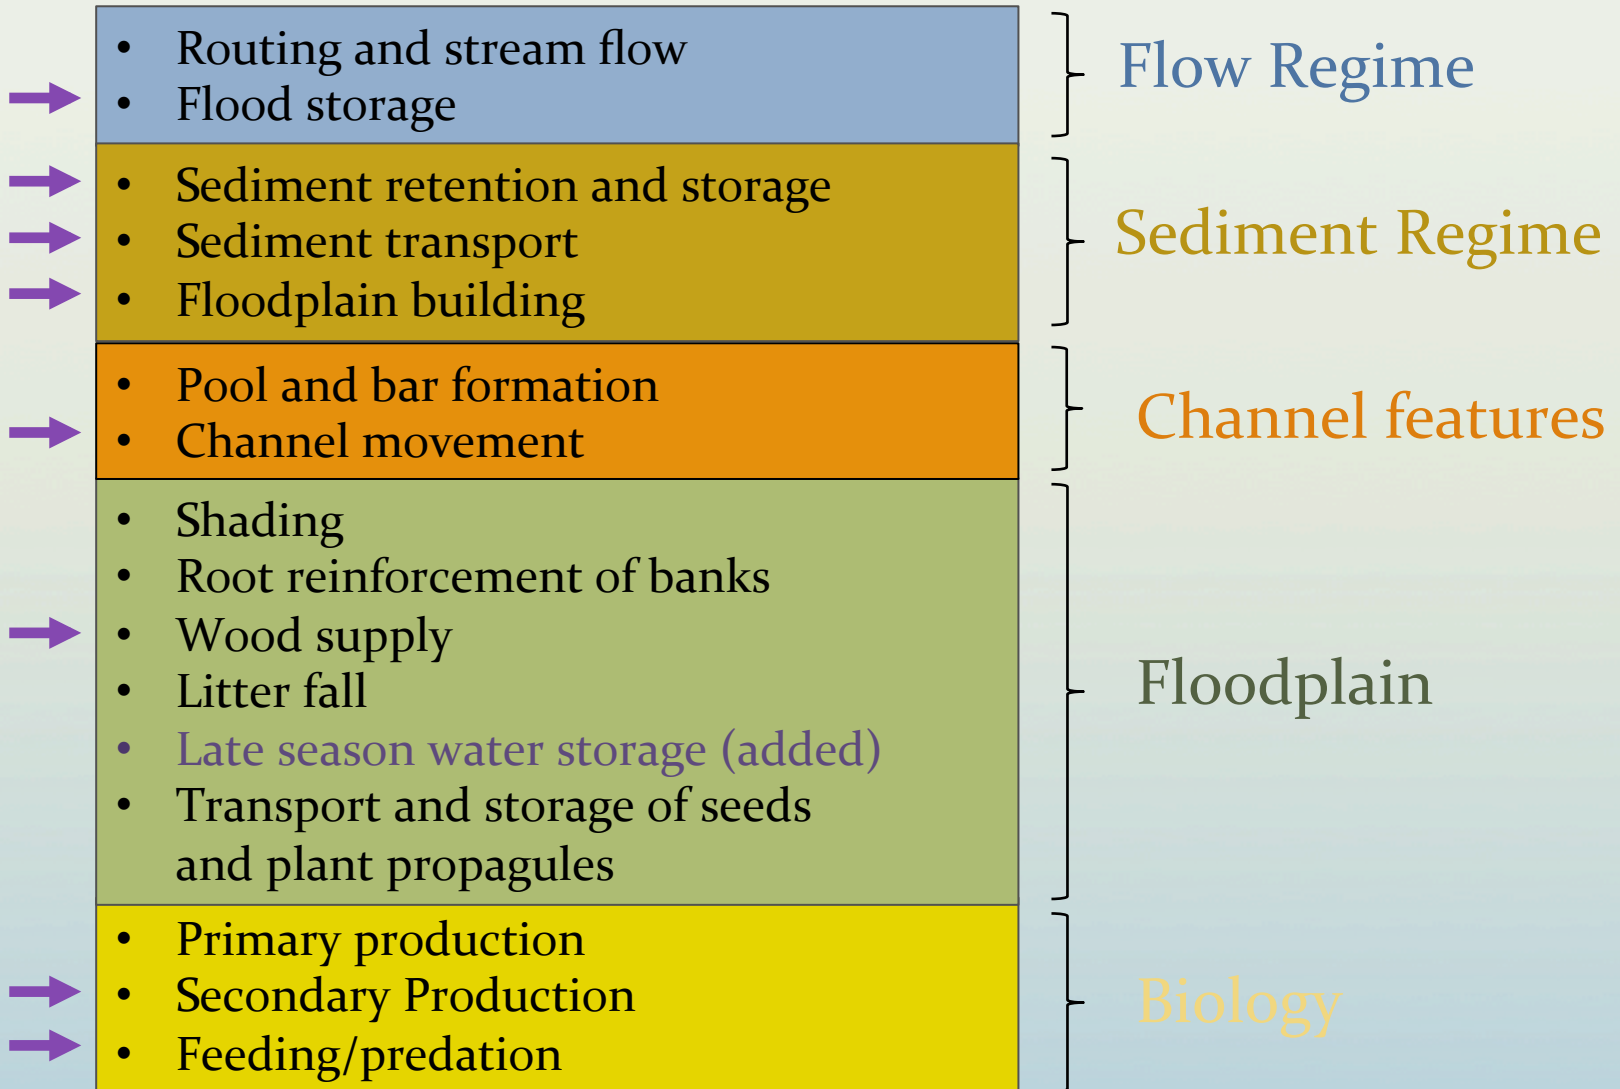 • Routing and stream flow
• Flood storage
Flow Regime
• Sediment retention and storage
• Sediment transport
• Floodplain building
Sediment Regime
• Pool and bar formation
• Channel movement
Channel features
• Shading
• Root reinforcement of banks
• Wood supply
• Litter fall
• Late season water storage (added)
• Transport and storage of seeds
and plant propagules
Floodplain
• Primary production
• Secondary Production
• Feeding/predation
Biology